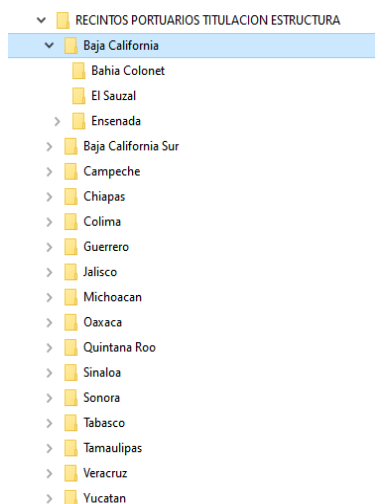 RECINTOS PORTUARIOS TITULACION ESTRUCTURA
Baja California
Bahia Colonet
El Sauzal
Ensenada
Baja California Sur
Campeche
Chiapas
Colima
Guerrero
Jalisco
Michoacan
Oaxaca
Quintana Roo
Sinaloa
Sonora
Tabasco
Tamaulipas
Veracruz
Yucatan